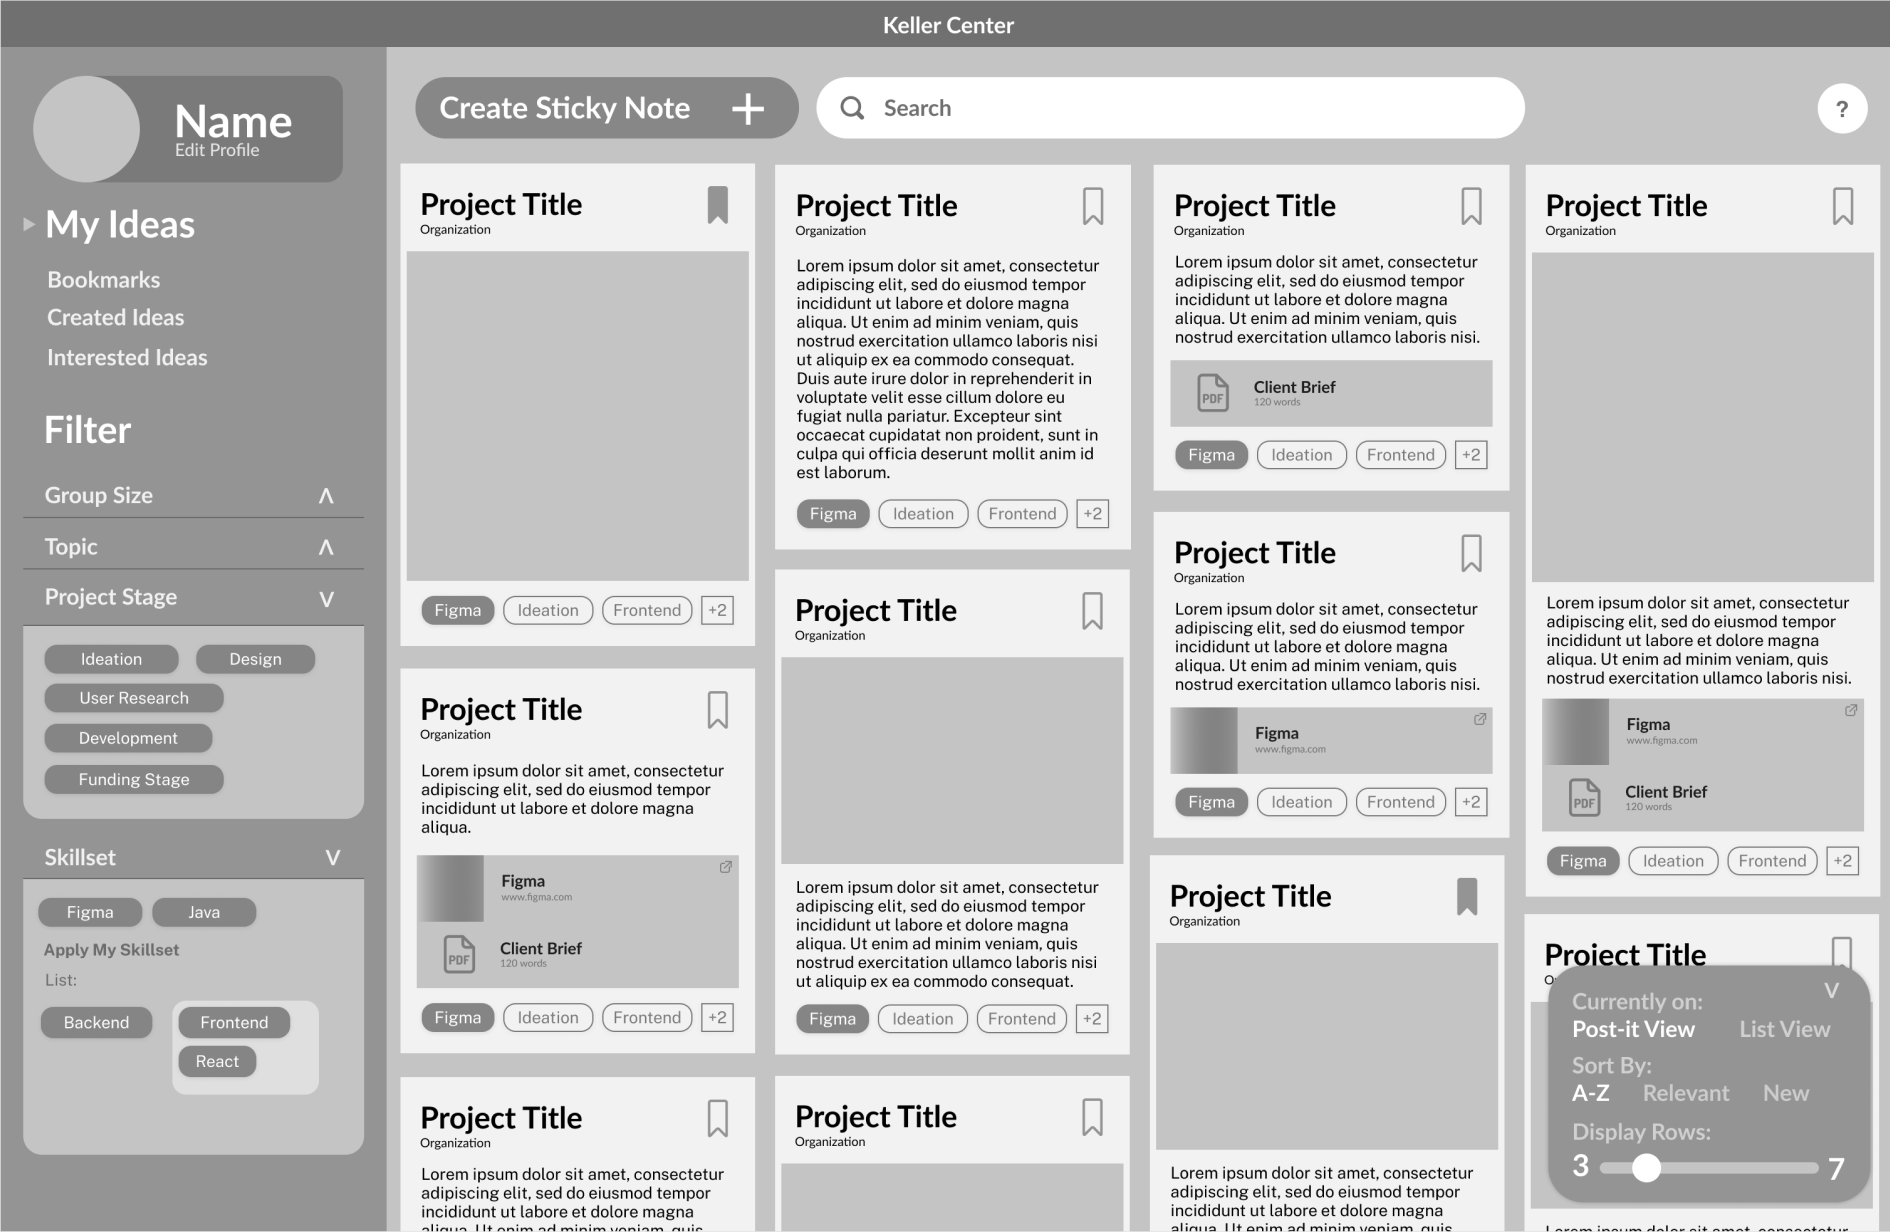 Keller Center
Name
Edit Profile
My Ideas
Bookmarks
Created Ideas
Interested Ideas
Filter
Group Size
Topic
Project Stage
Ideation
Design
User Research
Development
Funding Stage
Skillset
Figma
Java
Apply My Skillset
List:
Backend
Frontend
React
Create Sticky Note +
Search
?
Project Title
Organization
Figma
Ideation
Frontend
+2
Project Title
Organization
Lorem ipsum dolor sit amet, consectetur
adipiscing elit, sed do eiusmod tempor
incididunt ut labore et dolore magna
aliqua.
Figma
www.figma.com
PDF
Client Brief
120 words
Figma
Ideation
Frontend
+2
Project Title
Organization
Lorem ipsum dolor sit amet, consectetur
adipiscing elit, sed do eiusmod tempor
incididunt ut labore et dolore magna
aliqua. Ut enim ad minim veniam, quis
Project Title
Organization
Lorem ipsum dolor sit amet, consectetur
adipiscing elit, sed do eiusmod tempor
incididunt ut labore et dolore magna
aliqua. Ut enim ad minim veniam, quis
nostrud exercitation ullamco laboris nisi
ut aliquip ex ea commodo consequat.
Duis aute irure dolor in reprehenderit in
voluptate velit esse cillum dolore eu
fugiat nulla pariatur. Excepteur sint
occaecat cupidatat non proident, sunt in
culpa qui officia deserunt mollit anim id
est laborum.
Figma
Ideation
Frontend
+2
Project Title
Organization
Lorem ipsum dolor sit amet, consectetur
adipiscing elit, sed do eiusmod tempor
incididunt ut labore et dolore magna
aliqua. Ut enim ad minim veniam, quis
nostrud exercitation ullamco laboris nisi
ut aliquip ex ea commodo consequat.
Figma
Ideation
Frontend
+2
Project Title
Organization
Project Title
Organization
Lorem ipsum dolor sit amet, consectetur
adipiscing elit, sed do eiusmod tempor
incididunt ut labore et dolore magna
aliqua. Ut enim ad minim veniam, quis
nostrud exercitation ullamco laboris nisi.
PDF
Client Brief
120 words
Figma
Ideation
Frontend
+2
Project Title
Organization
Lorem ipsum dolor sit amet, consectetur
adipiscing elit, sed do eiusmod tempor
incididunt ut labore et dolore magna
aliqua. Ut enim ad minim veniam, quis
nostrud exercitation ullamco laboris nisi.
Figma
www.figma.com
Figma
Ideation
Frontend
+2
Project Title
Organization
Lorem ipsum dolor sit amet, consectetur
adipiscing elit, sed do eiusmod tempor
incididunt ut labore et dolore magna
aliqua. Ut enim ad minim veniam, quis
Project Title
Organization
Lorem ipsum dolor sit amet, consectetur
adipiscing elit, sed do eiusmod tempor
incididunt ut labore et dolore magna
aliqua. Ut enim ad minim veniam, quis
nostrud exercitation ullamco laboris nisi.
Figma
www.figma.com
PDF
Client Brief
120 words
Figma
Ideation
Frontend
+2
Project Title
Lorem ipsum dolor sit amet, consectetur
Currently on:
Post-it View
List View
Sort By:
A-Z
Relevant
New
Display Rows:
3
7